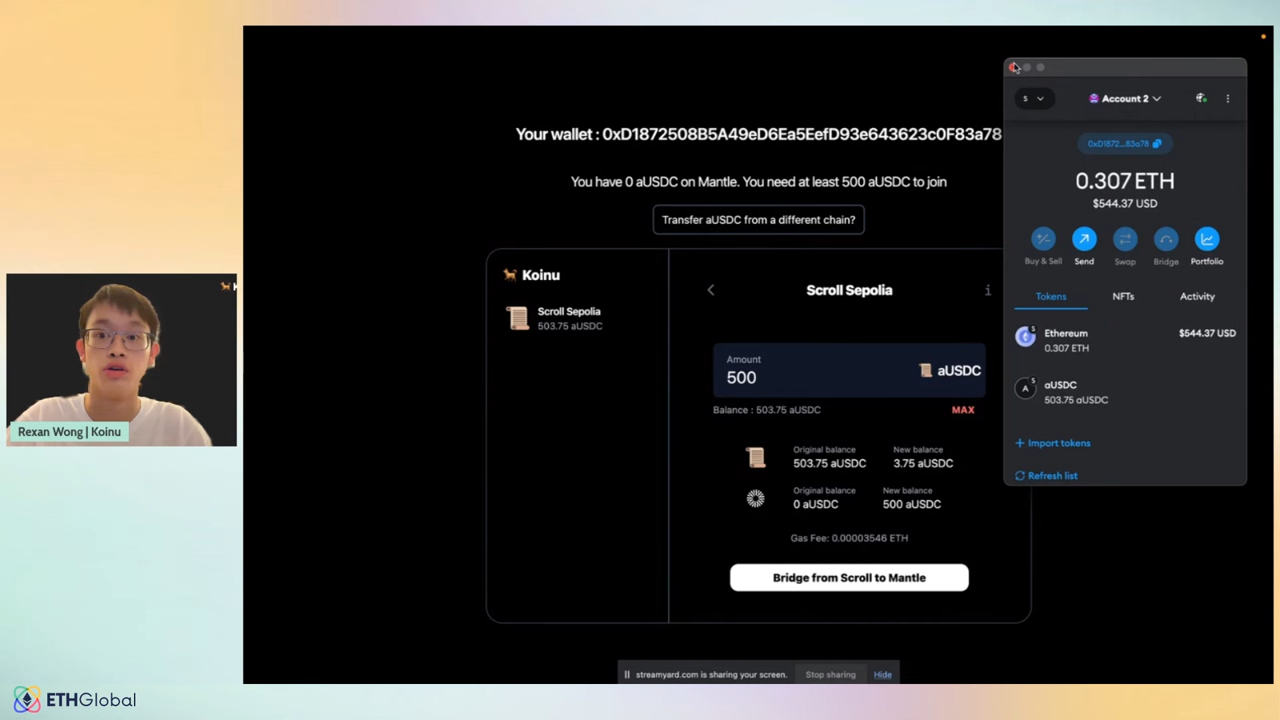 Your wallet : 0xD1872508B5A49eD6Ea5EefD93e643623c0F83a78
You have 0 aUSDC on Mantle. You need at least 500 aUSDC to join
Transfer aUSDC from a different chain?
Koinu
Scroll Sepolia
503.75 aUSDC
Scroll Sepolia
Amount
500
aUSDC
Balance : 503.75 aUSDC
MAX
Original balance
New balance
503.75 aUSDC
3.75 aUSDC
Original balance
New balance
0 aUSDC
500 aUSDC
Gas Fee: 0.00003546 ETH
Bridge from Scroll to Mantle
S
Account 2
0xD1872...83a78
0.307 ETH
$544.37 USD
Buy & Sell
Send
Swap
Bridge
Portfolio
Tokens
NFTs
Activity
Ethereum
$544.37 USD
0.307 ETH
S
A
S
aUSDC
503.75 aUSDC
+ Import tokens
Refresh list
Rexan Wong | Koinu
streamyard.com is sharing your screen.
Stop sharing
Hide
ETHGlobal